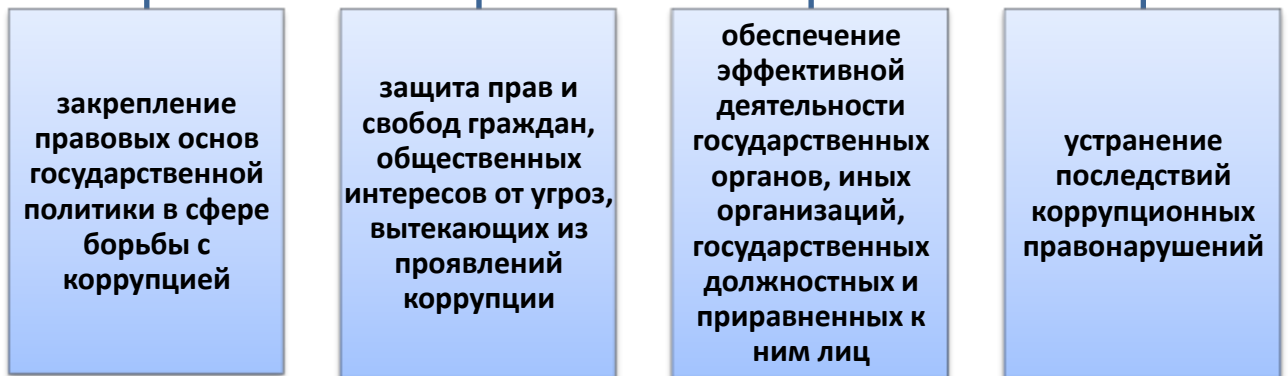 закрепление
правовых основ
государственной
политики в сфере
борьбы с
коррупцией
защита прав и
свобод граждан,
общественных
интересов от угроз,
вытекающих из
проявлений
коррупции
обеспечение
эффективной
деятельности
государственных
органов, иных
организаций,
государственных
должностных и
приравненных к
ним лиц
устранение
последствий
коррупционных
правонарушений